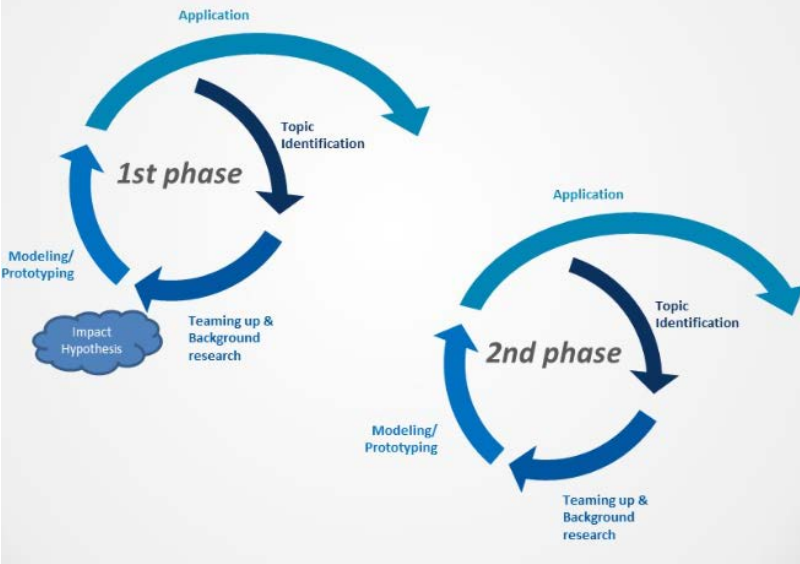 Application
Topic
Identification
1st phase
Modeling/
Prototyping
Impact
Hypothesis
Teaming up &
Background
research
Application
Topic
Identification
2nd phase
Modeling/
Prototyping
Teaming up &
Background
research